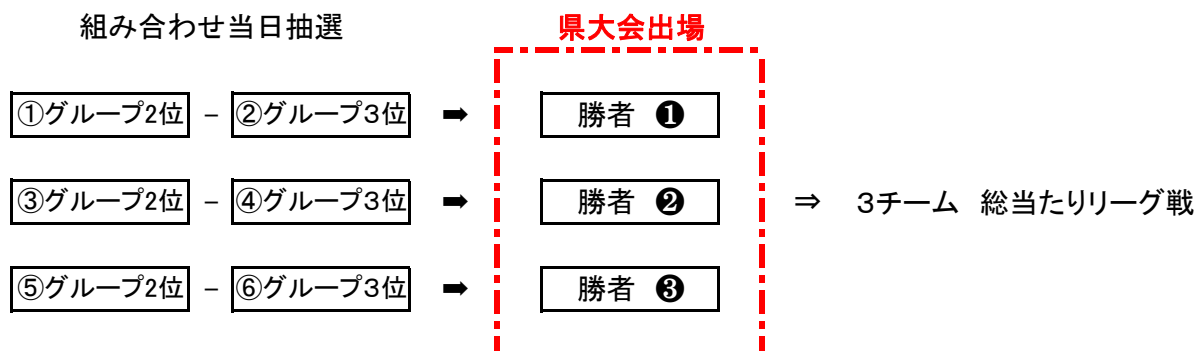 組み合わせ当日抽選　県大会出場
①グループ2位 － ②グループ３位 ➡ 勝者 ❶
③グループ2位 － ④グループ３位 ➡ 勝者 ❷ ⇒ ３チーム　総当たりリーグ戦
⑤グループ2位 － ⑥グループ３位 ➡ 勝者 ❸